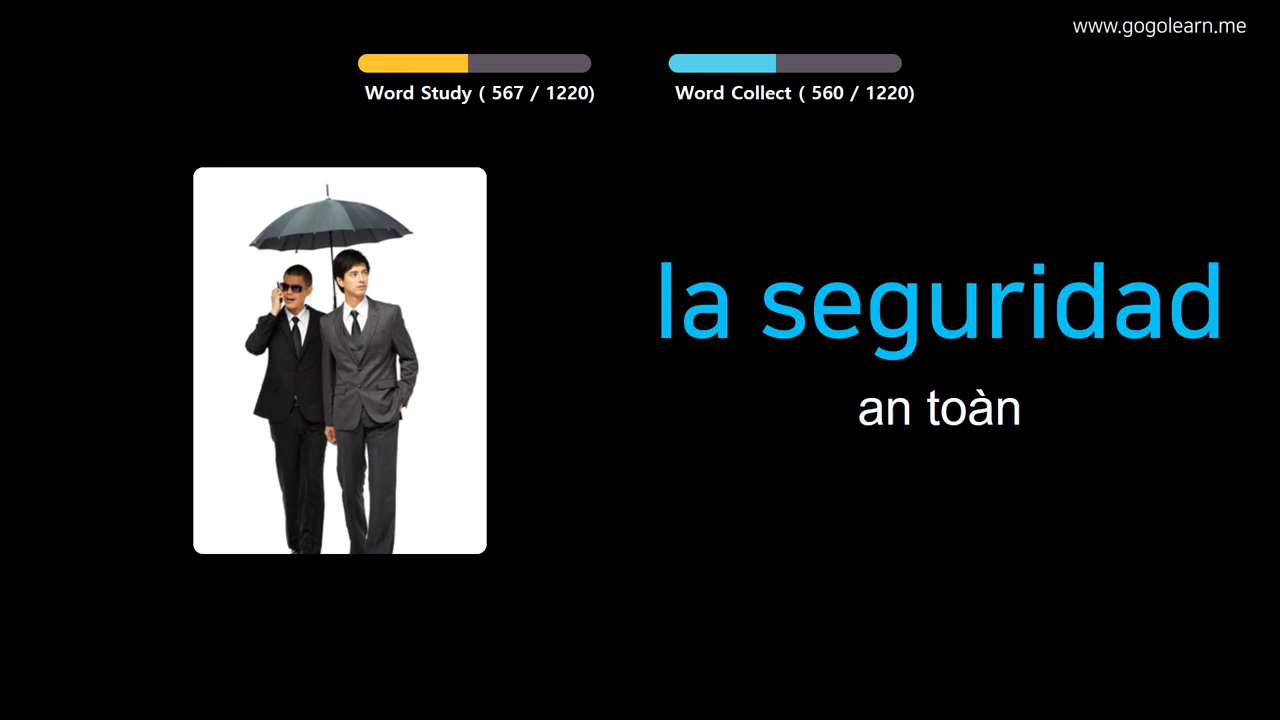 www.gogolearn.me
Word Study ( 567 / 1220)
Word Collect ( 560 / 1220)
la seguridad
an toàn